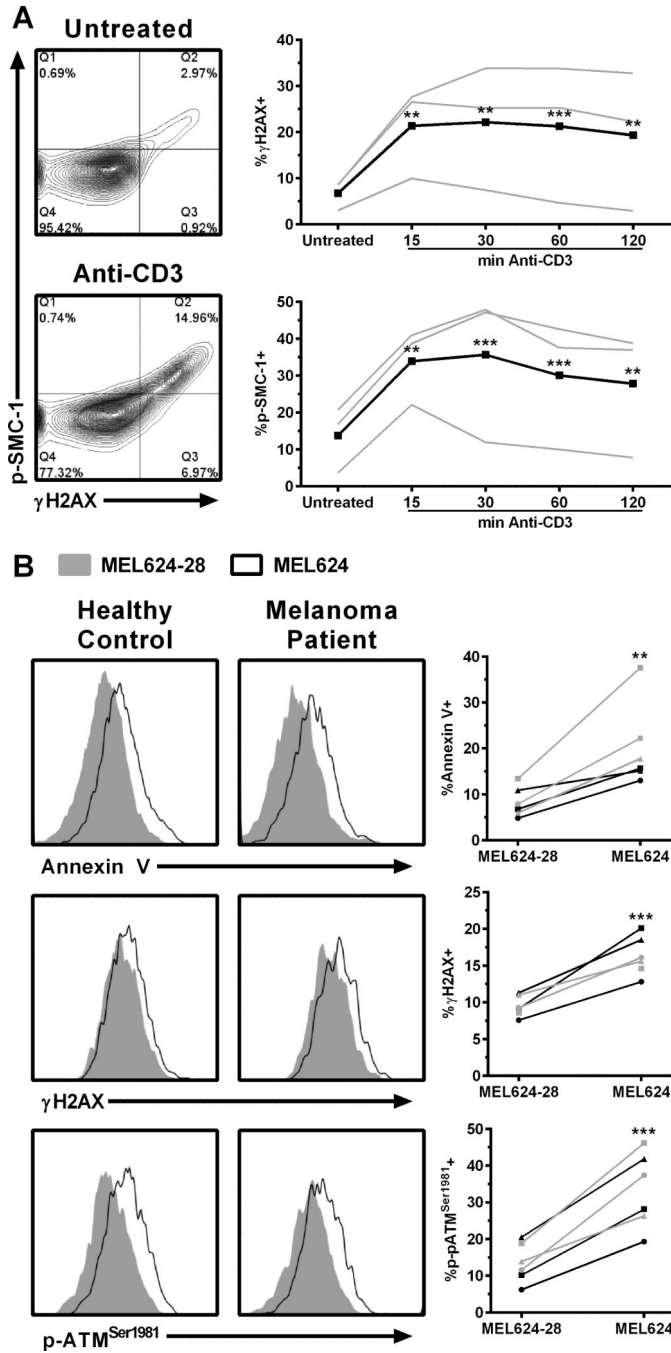 A
Untreated
Q1
0.69%
Q2
2.97%
Q4
95.42%
Q3
0.92%
Anti-CD3
Q1
0.74%
Q2
14.96%
Q4
77.32%
Q3
6.97%
p-SMC-1
γH2AX
%γH2AX+
40
30
20
10
0
** ** *** **
Untreated 15 30 60 120
min Anti-CD3
%p-SMC-1+
50
40
30
20
10
0
** *** *** **
Untreated 15 30 60 120
min Anti-CD3
B MEL624-28 MEL624
Healthy
Control
Melanoma
Patient
Annexin V
%Annexin V+
40
30
20
10
0
**
MEL624-28 MEL624
γH2AX
%γH2AX+
25
20
15
10
5
0
***
MEL624-28 MEL624
p-ATMSer1981
%p-pATMSer1981+
50
40
30
20
10
0
***
MEL624-28 MEL624